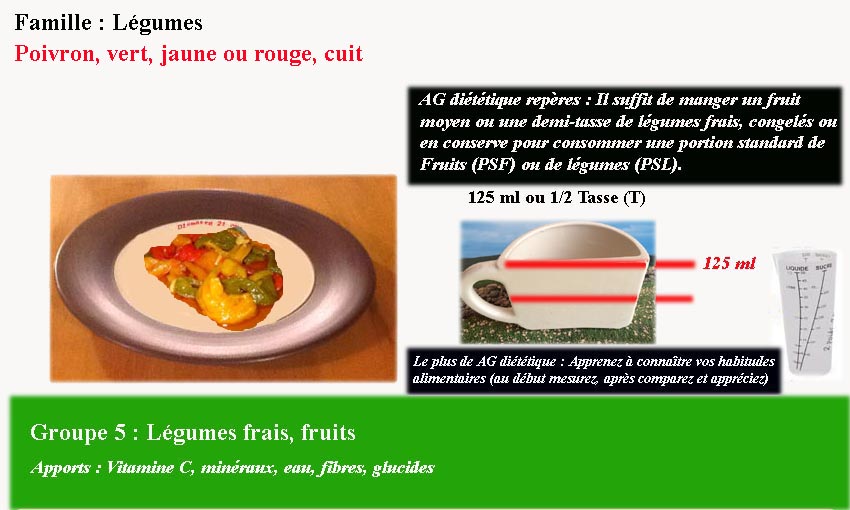 Famille : Légumes
Poivron, vert, jaune ou rouge, cuit
AG diététique repères : Il suffit de manger un fruit
moyen ou une demi-tasse de légumes frais, congelés ou
en conserve pour consommer une portion standard de
Fruits (PSF) ou de légumes (PSL).
125 ml ou 1/2 Tasse (T)
125 ml
LIQUIDE SUCRE
Le plus de AG diététique : Apprenez à connaître vos habitudes
alimentaires (au début mesurez, après comparez et appréciez)
Groupe 5 : Légumes frais, fruits
Apports : Vitamine C, minéraux, eau, fibres, glucides